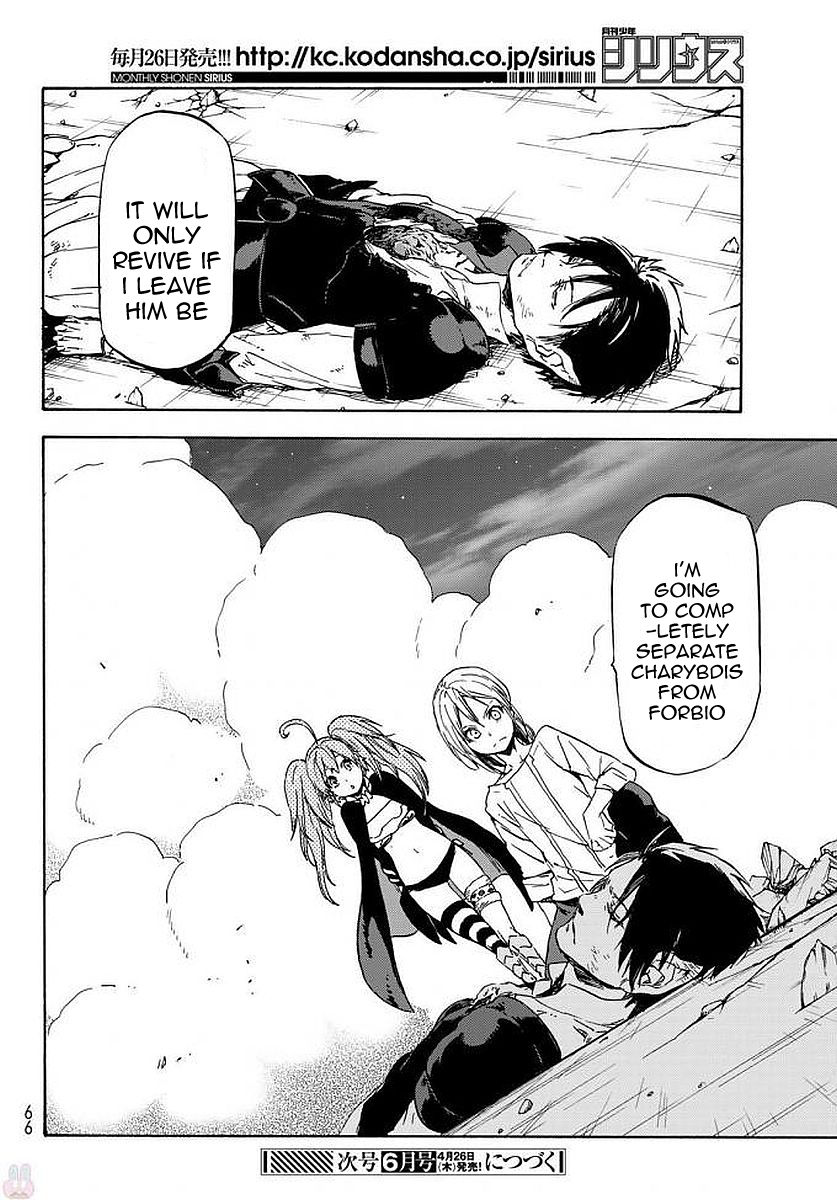 毎月26日発売!!! http://kc.kodansha.co.jp/sirius
MONTHLY SHONEN SIRIUS
月刊少年
シリウス
IT WILL
ONLY
REVIVE IF
I LEAVE
HIM BE
I'M
GOING
TO COMP
-LETELY
SEPARATE
CHARYBDIS
FROM
FORBIO
66
次号6月号4月26日(木)発売!につづく